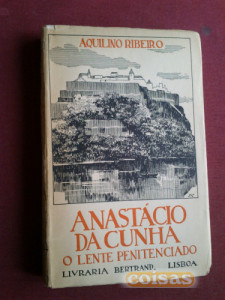 AQUILINO RIBEIRO
ANASTÁCIO
DA CUNHA
O LENTE PENITENCIADO
LIVRARIA BERTRAND, LISBOA
coisas